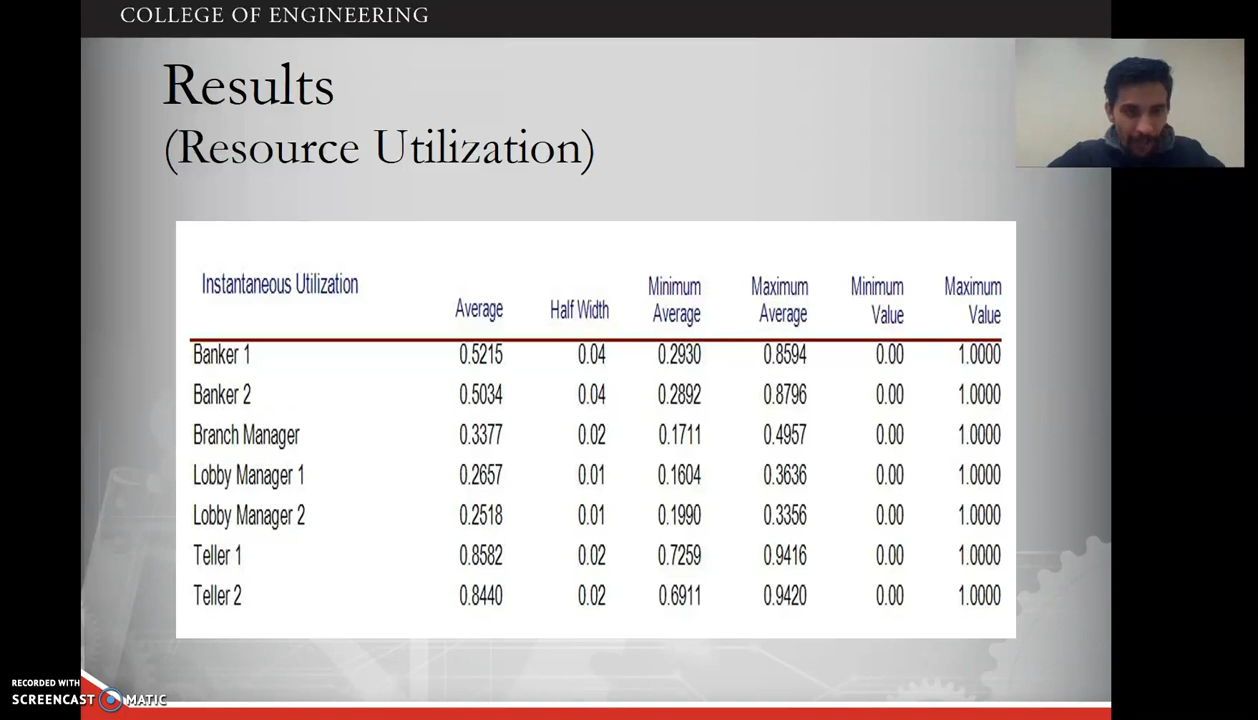 COLLEGE OF ENGINEERING
Results
(Resource Utilization)
Instantaneous Utilization Average Half Width Minimum Average Maximum Average Minimum Value Maximum Value
Banker 1 0.5215 0.04 0.2930 0.8594 0.00 1.0000
Banker 2 0.5034 0.04 0.2892 0.8796 0.00 1.0000
Branch Manager 0.3377 0.02 0.1711 0.4957 0.00 1.0000
Lobby Manager 1 0.2657 0.01 0.1604 0.3636 0.00 1.0000
Lobby Manager 2 0.2518 0.01 0.1990 0.3356 0.00 1.0000
Teller 1 0.8582 0.02 0.7259 0.9416 0.00 1.0000
Teller 2 0.8440 0.02 0.6911 0.9420 0.00 1.0000
RECORDED WITH
SCREENCAST MATIC